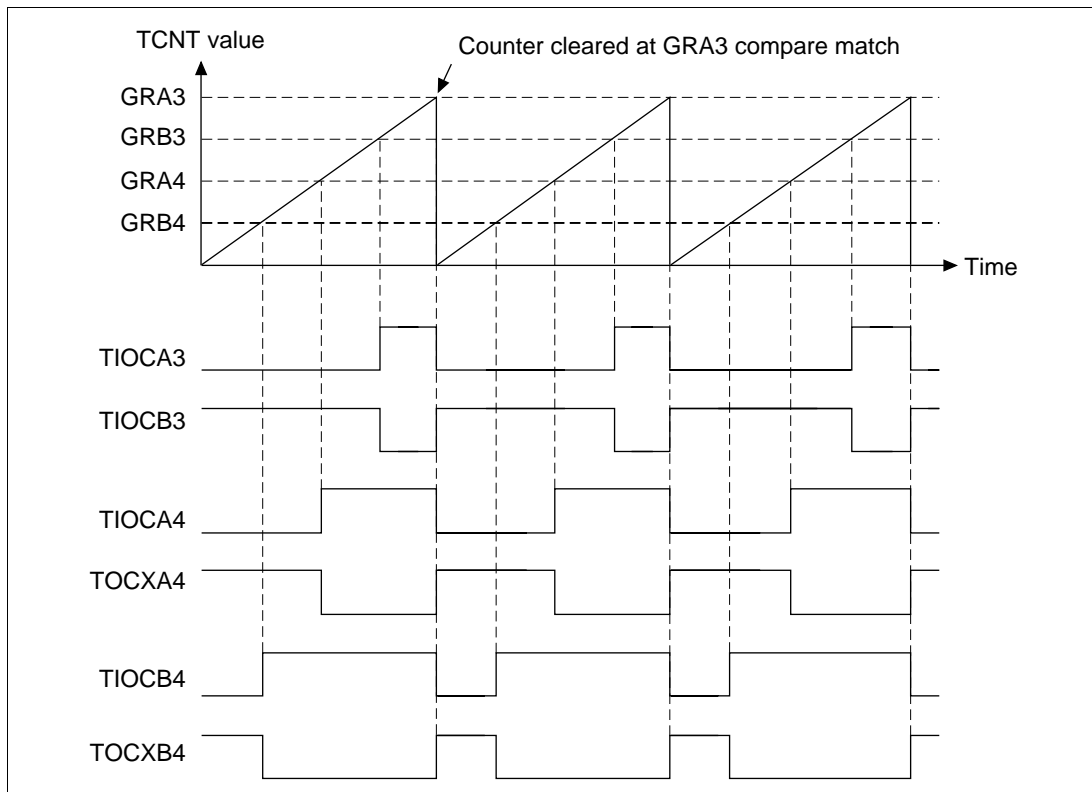 TCNT value
Counter cleared at GRA3 compare match
GRA3
GRB3
GRA4
GRB4
Time
TIOCA3
TIOCB3
TIOCA4
TOCXA4
TIOCB4
TOCXB4